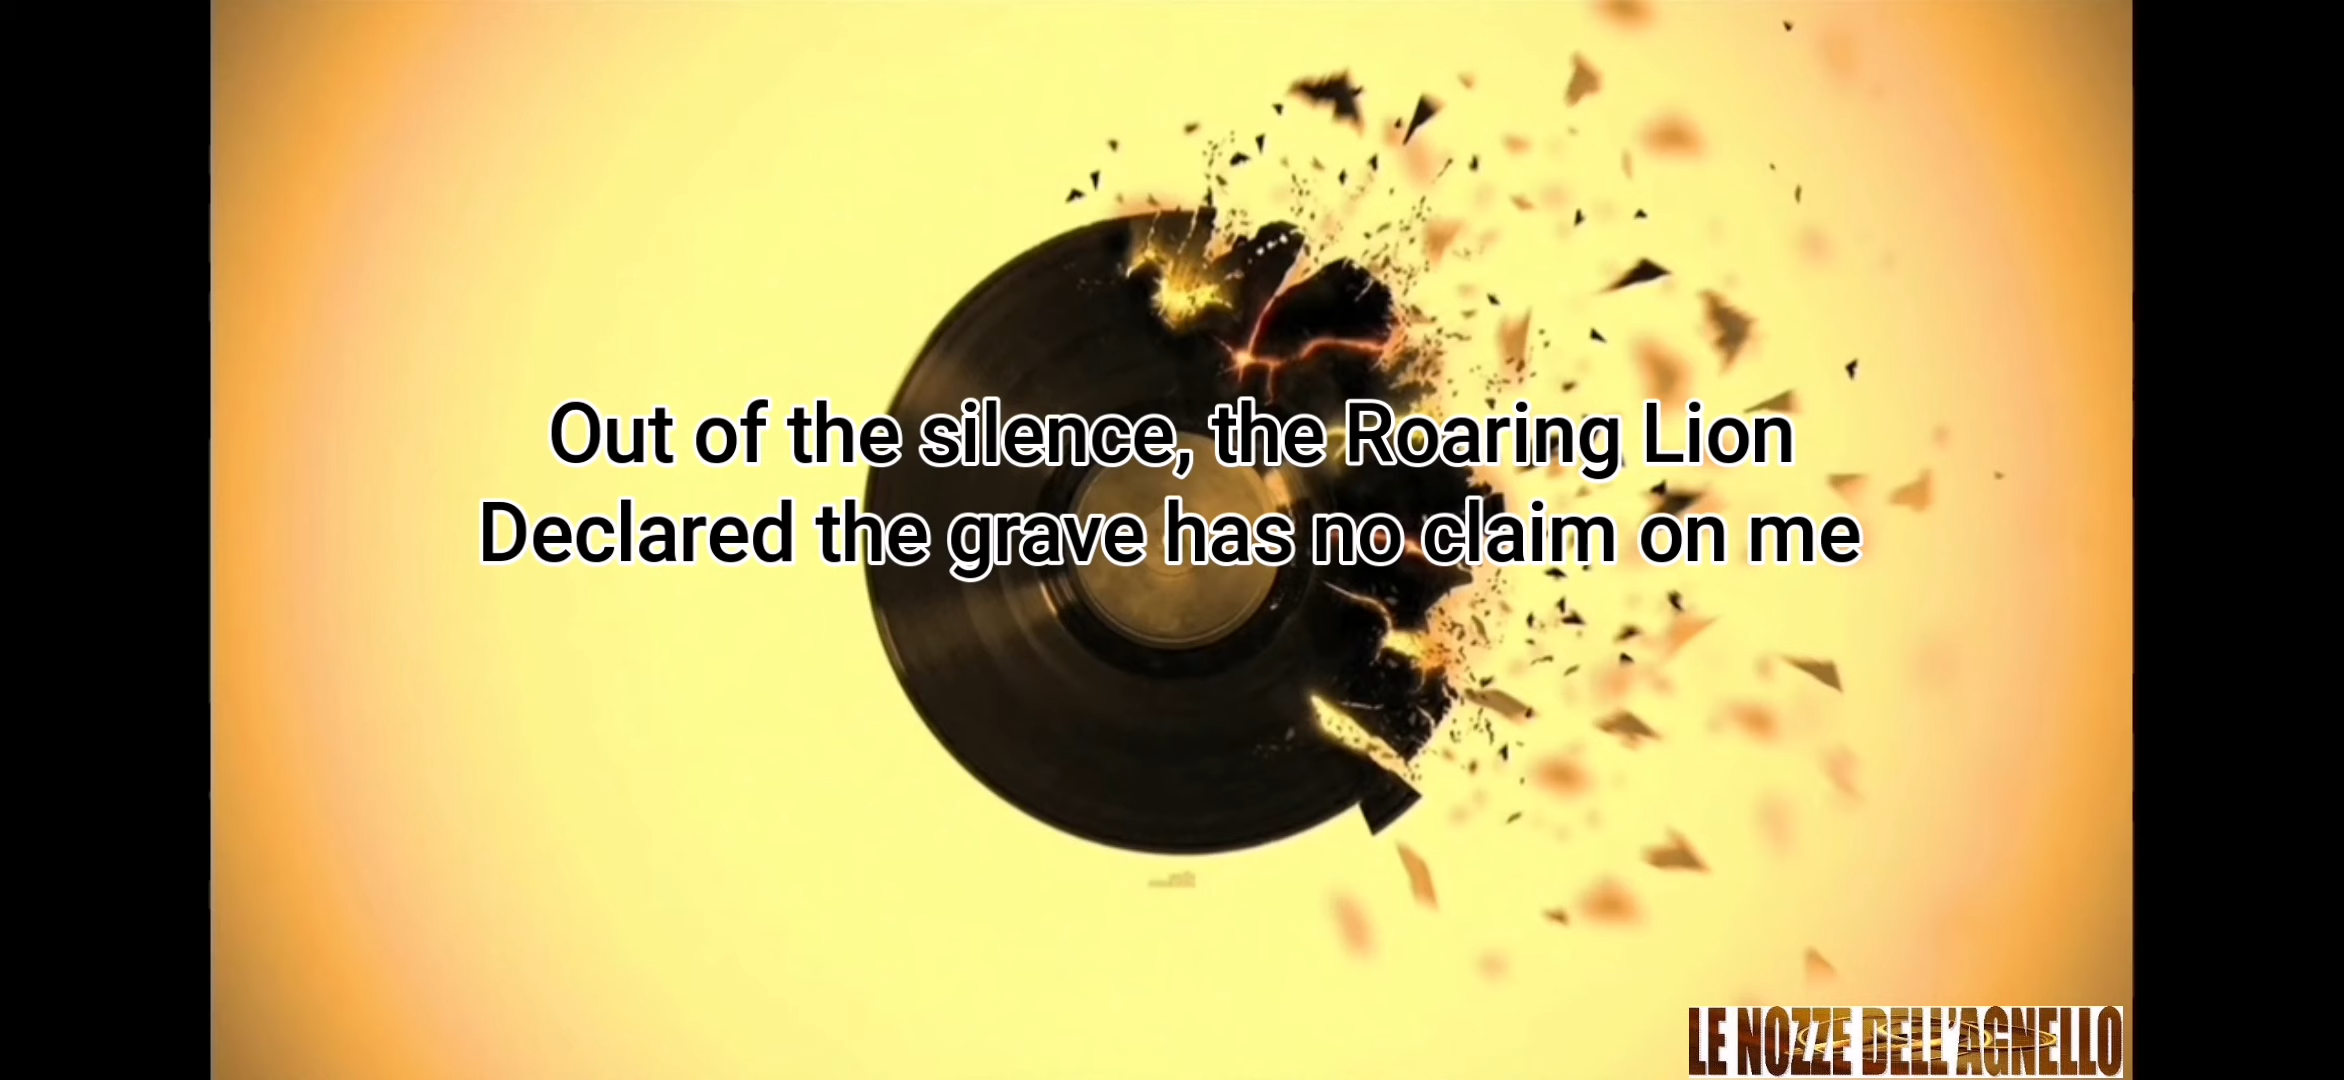 Out of the silence, the Roaring Lion
Declared the grave has no claim on me
LE NOZZE DELL'AGNELLO